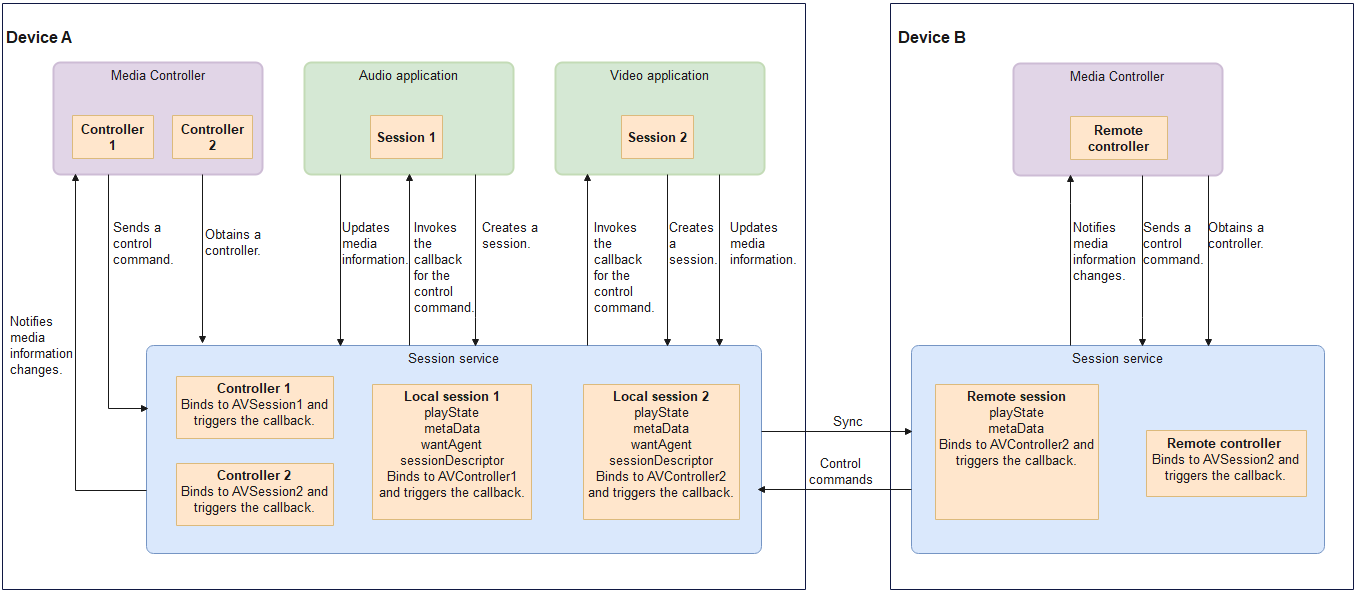 Device A
Media Controller
Controller
1
Controller
2
Audio application
Session 1
Video application
Session 2
Sends a
control
command.
Obtains a
controller.
Updates
media
information.
Invokes
the
callback
for the
control
command.
Creates a
session.
Invokes
the
callback
for the
control
command.
Creates
a
session.
Updates
media
information.
Notifies
media
information
changes.
Session service
Controller 1
Binds to AVSession1 and
triggers the callback.
Controller 2
Binds to AVSession2 and
triggers the callback.
Local session 1
playState
metaData
wantAgent
sessionDescriptor
Binds to AVController1
and triggers the callback.
Local session 2
playState
metaData
wantAgent
sessionDescriptor
Binds to AVController2
and triggers the callback.
Sync
Control
commands
Device B
Media Controller
Remote
controller
Notifies
media
information
changes.
Sends a
control
command.
Obtains a
controller.
Session service
Remote session
playState
metaData
Binds to AVController2 and
triggers the callback.
Remote controller
Binds to AVSession2 and
triggers the callback.